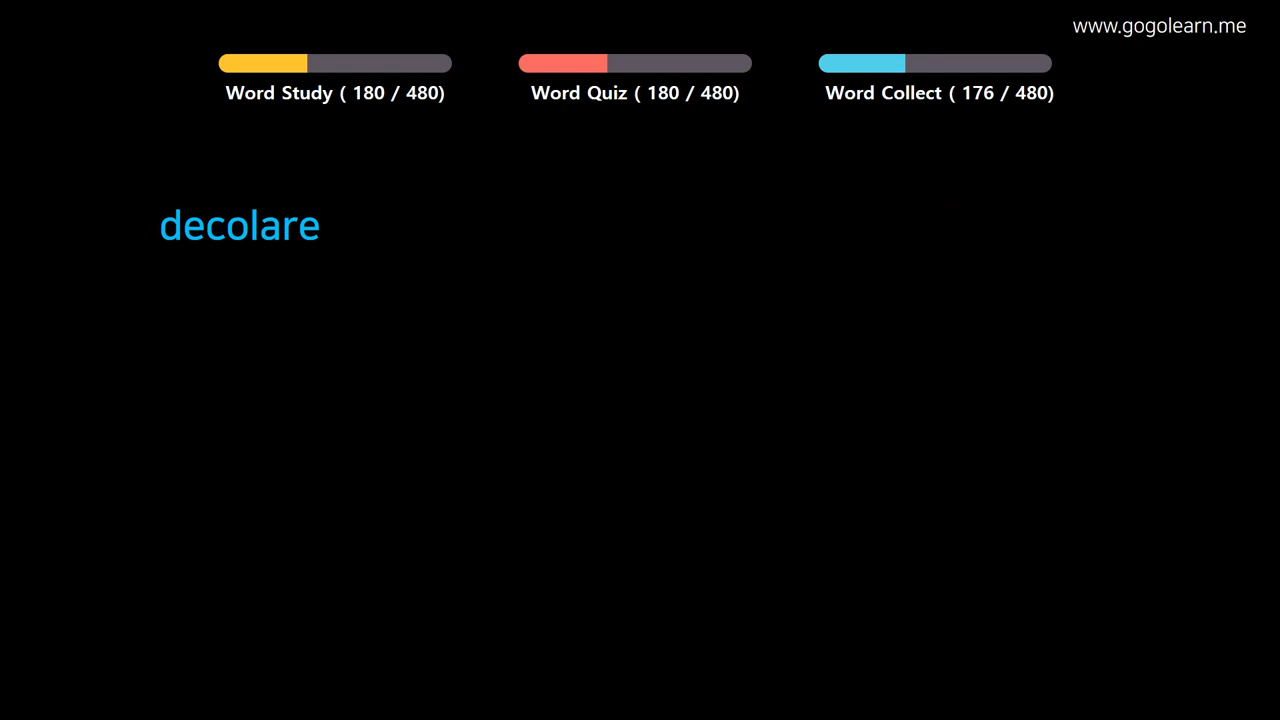 www.gogolearn.me
Word Study ( 180 / 480)
Word Quiz ( 180 / 480)
Word Collect ( 176 / 480)
decolare